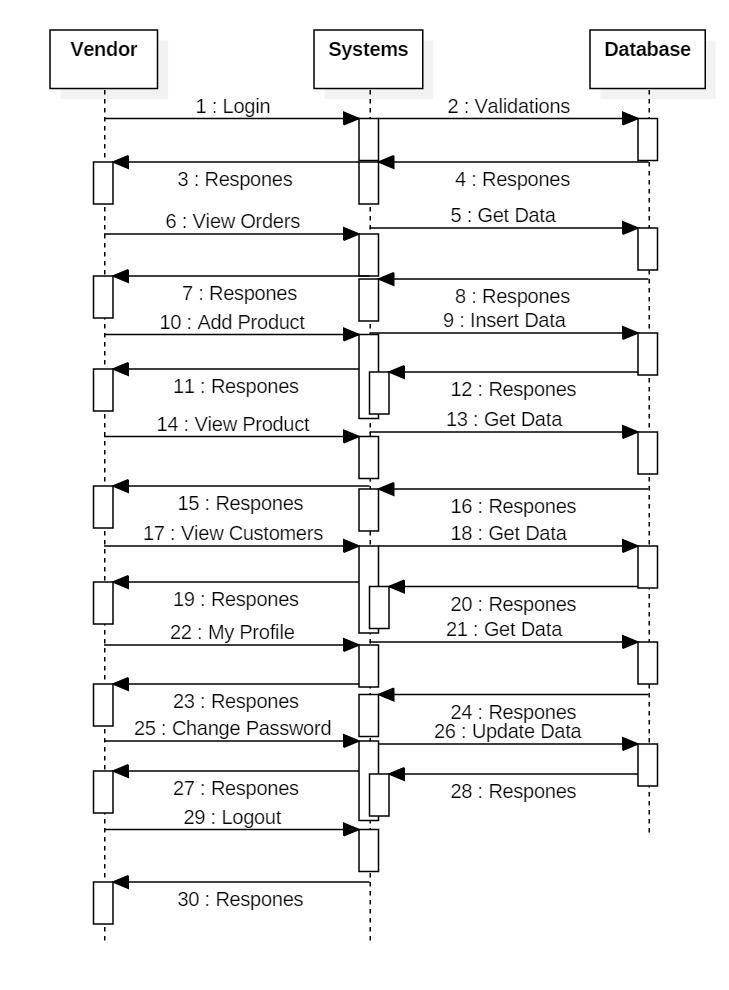 Vendor
Systems
Database
1 : Login
2 : Validations
3 : Respones
4 : Respones
6 : View Orders
5 : Get Data
7 : Respones
8 : Respones
10 : Add Product
9 : Insert Data
11 : Respones
12 : Respones
14 : View Product
13 : Get Data
15 : Respones
16 : Respones
17 : View Customers
18 : Get Data
19 : Respones
20 : Respones
22 : My Profile
21 : Get Data
23 : Respones
24 : Respones
25 : Change Password
26 : Update Data
27 : Respones
28 : Respones
29 : Logout
30 : Respones